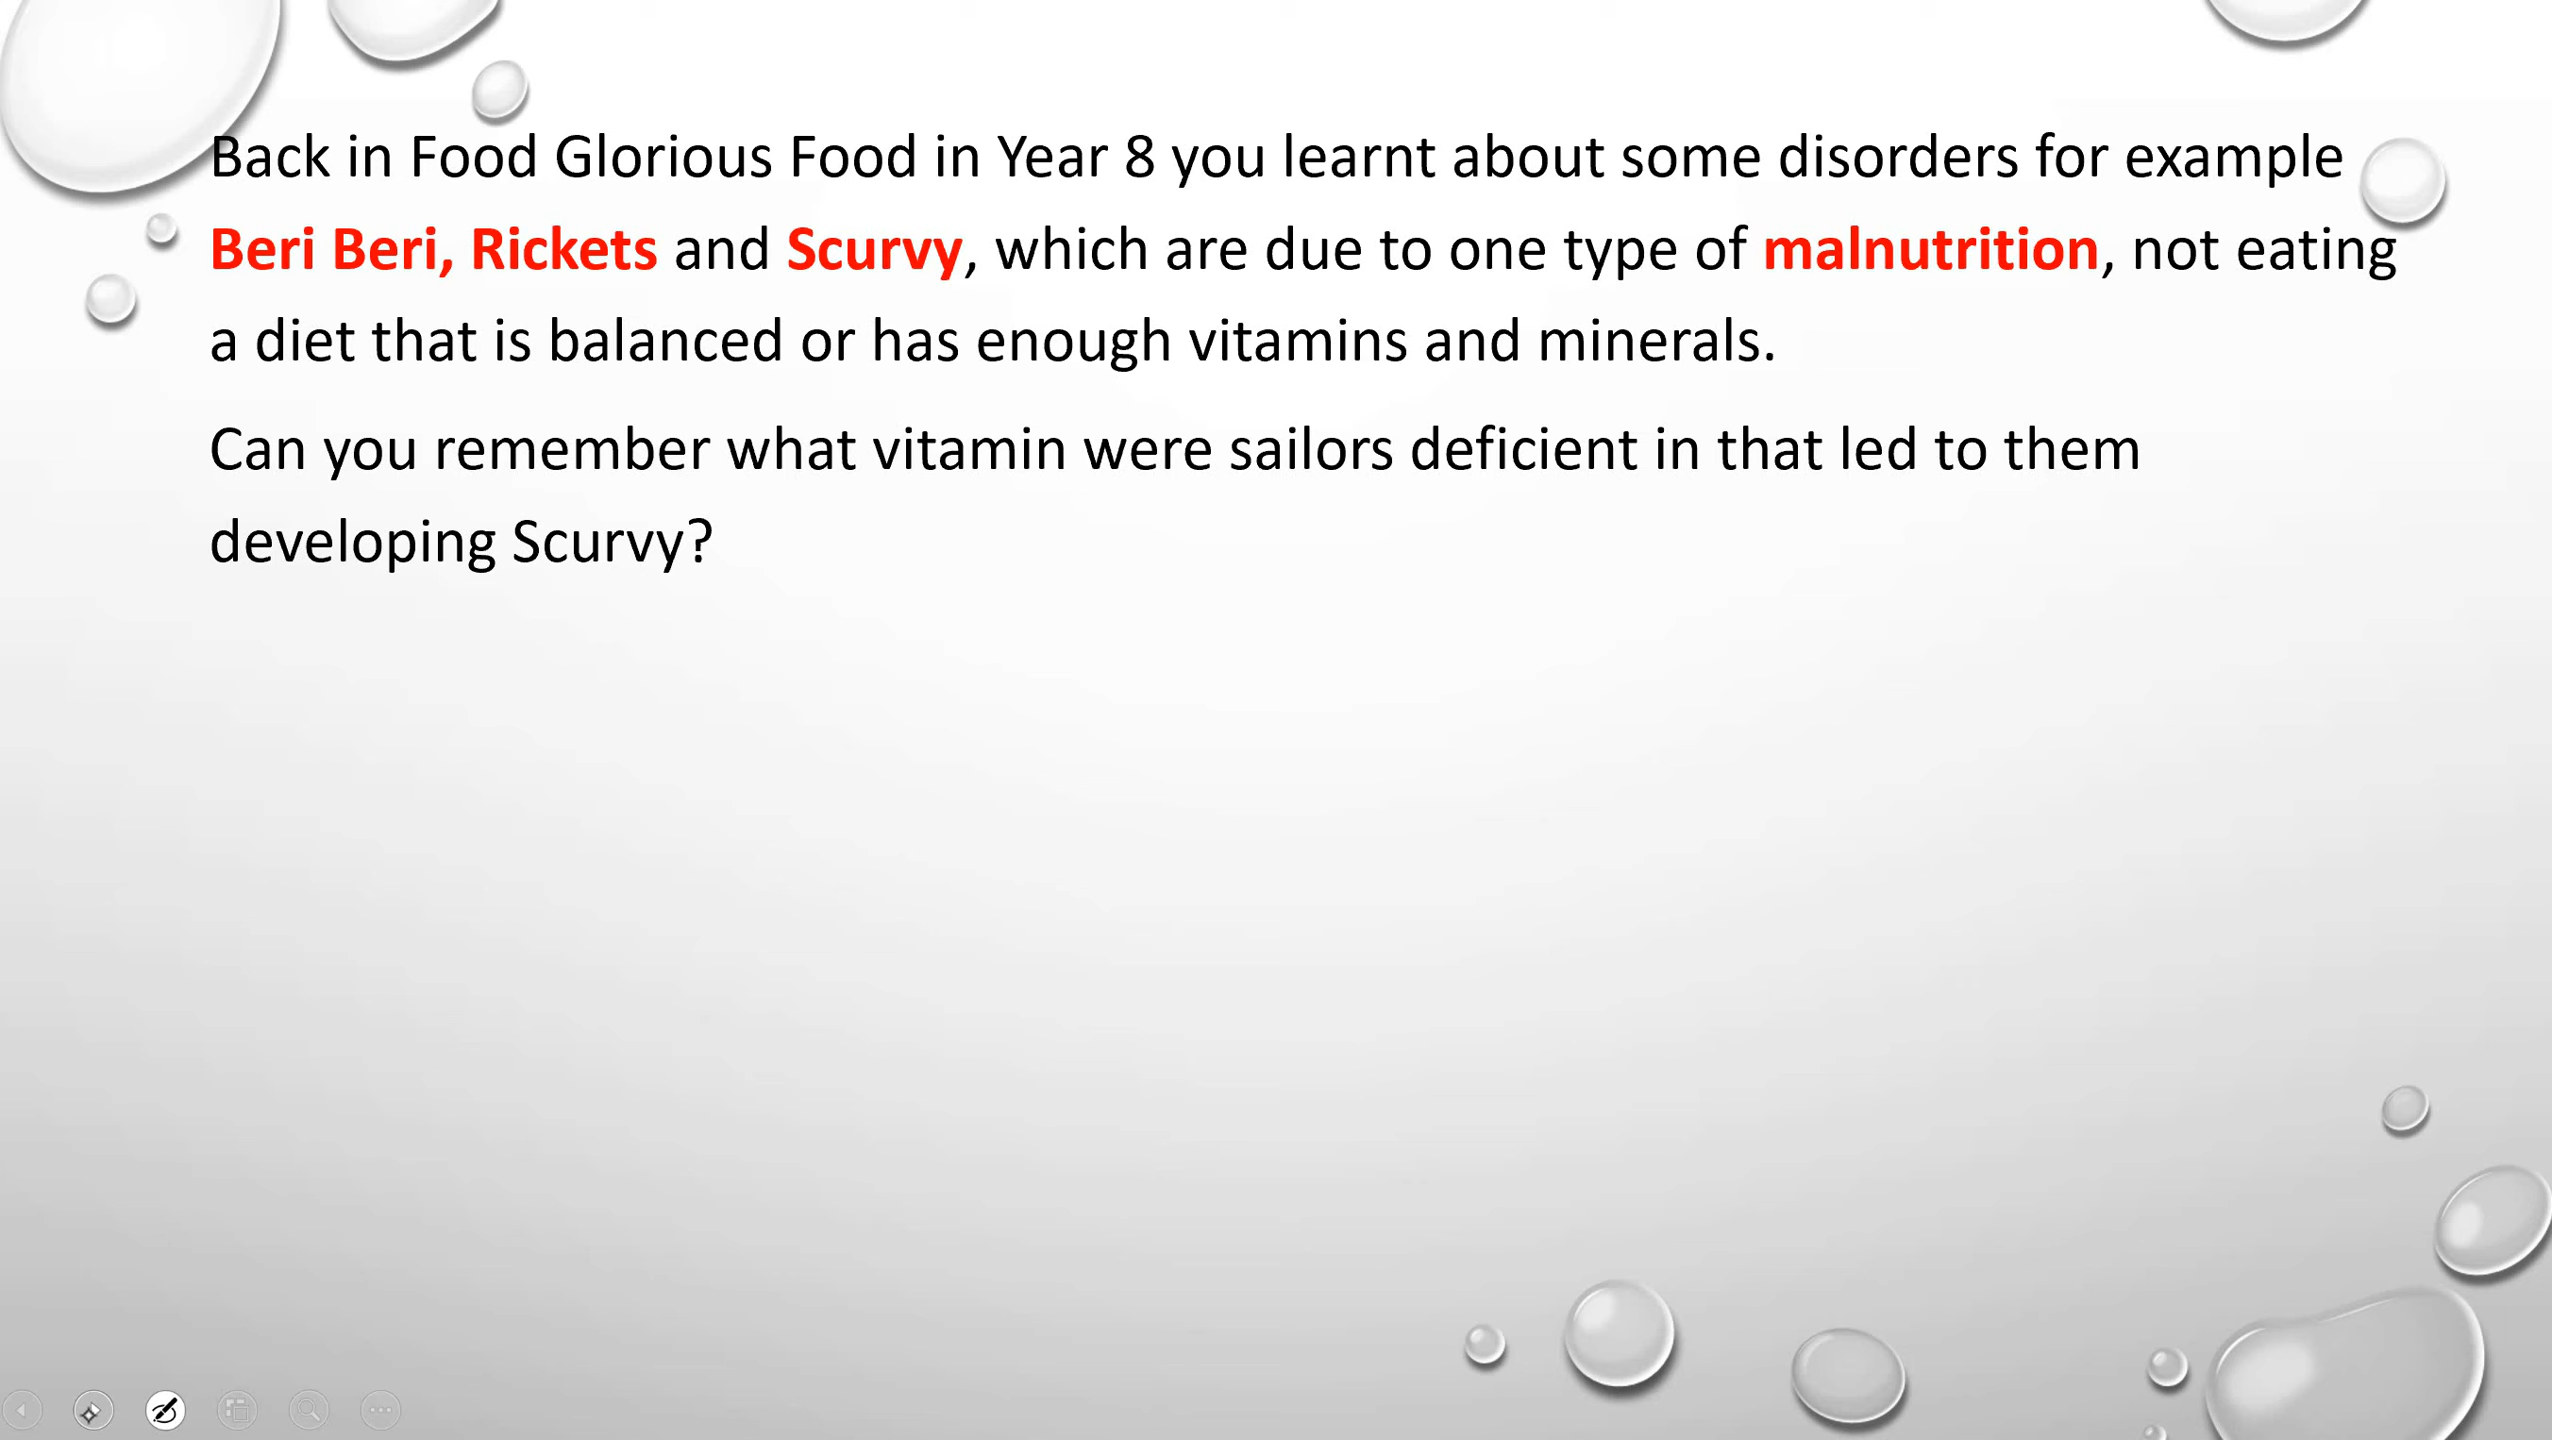 Back in Food Glorious Food in Year 8 you learnt about some disorders for example
Beri Beri, Rickets and Scurvy, which are due to one type of malnutrition, not eating
a diet that is balanced or has enough vitamins and minerals.
Can you remember what vitamin were sailors deficient in that led to them
developing Scurvy?